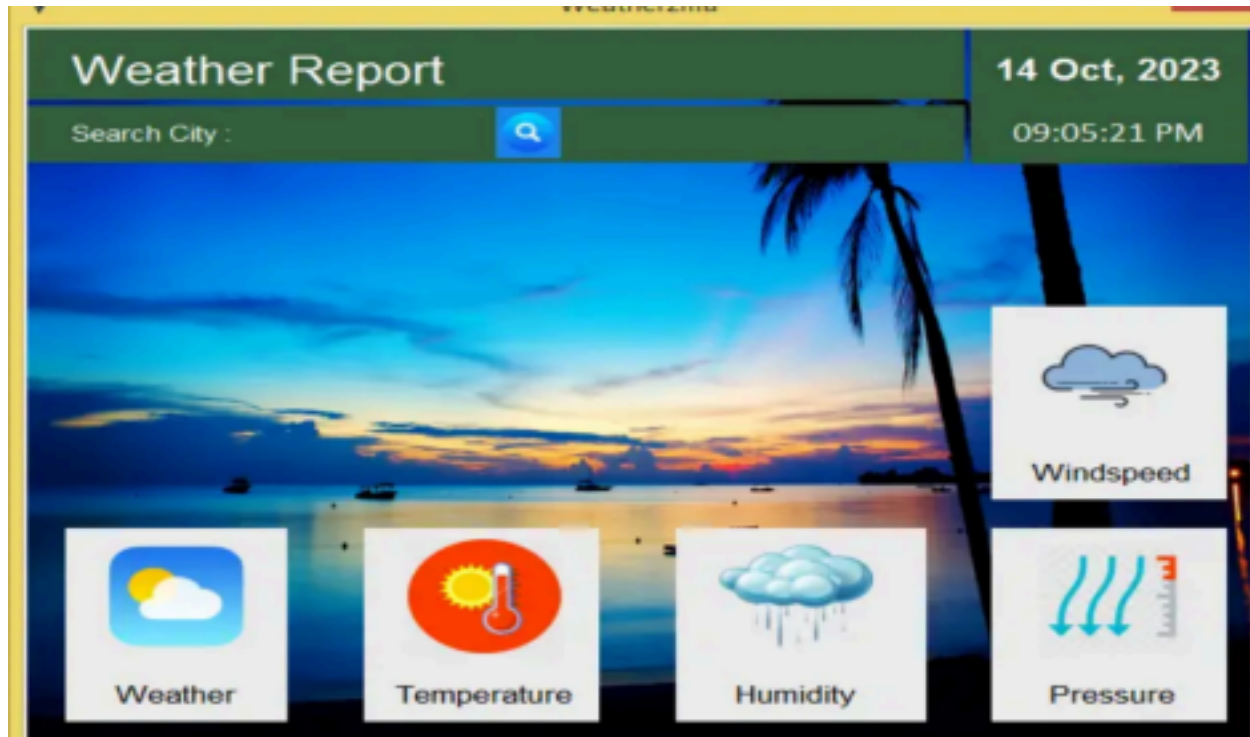 Weather Report
14 Oct, 2023
Search City :
09:05:21 PM
Windspeed
Weather
Temperature
Humidity
Pressure